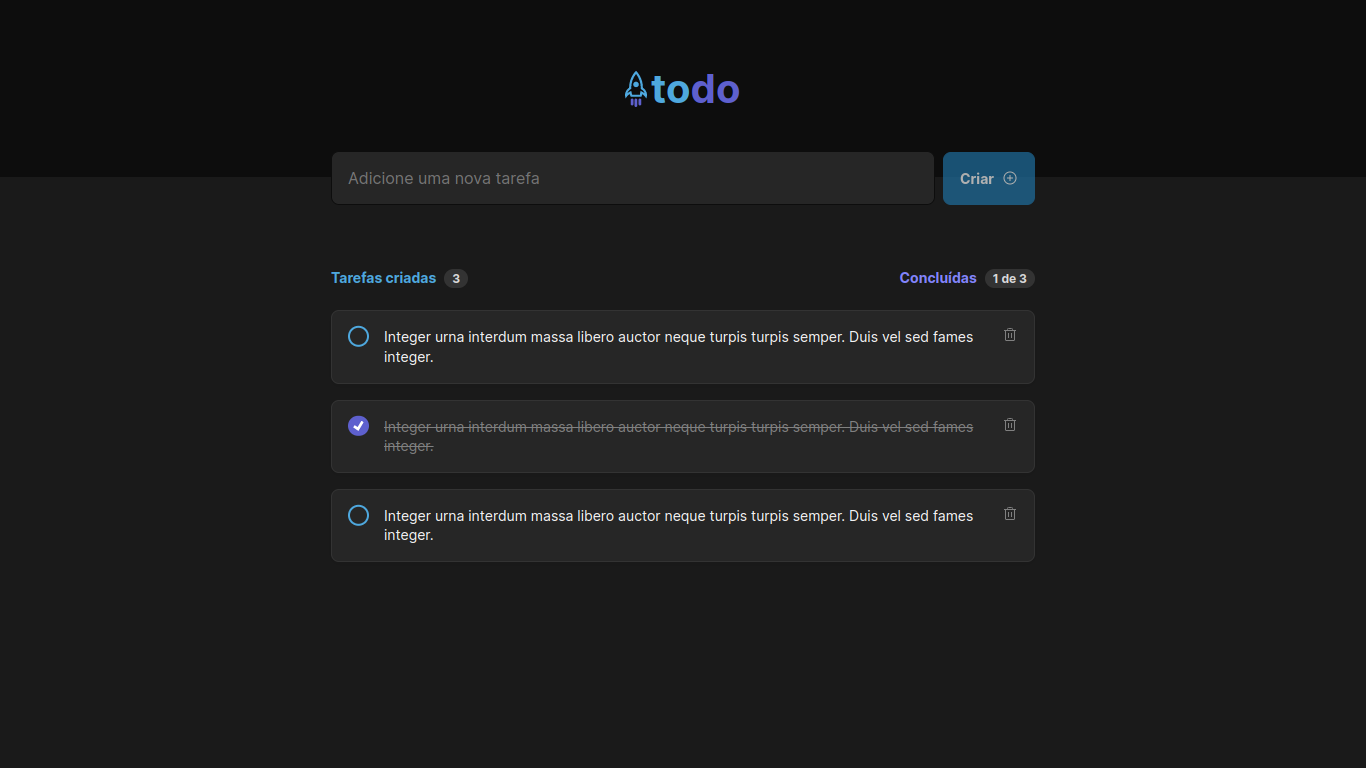 todo
Adicione uma nova tarefa
Criar
Tarefas criadas 3
Concluídas 1 de 3
Integer urna interdum massa libero auctor neque turpis turpis semper. Duis vel sed fames
integer.
Integer urna interdum massa libero auctor neque turpis turpis semper. Duis vel sed fames
integer.
Integer urna interdum massa libero auctor neque turpis turpis semper. Duis vel sed fames
integer.